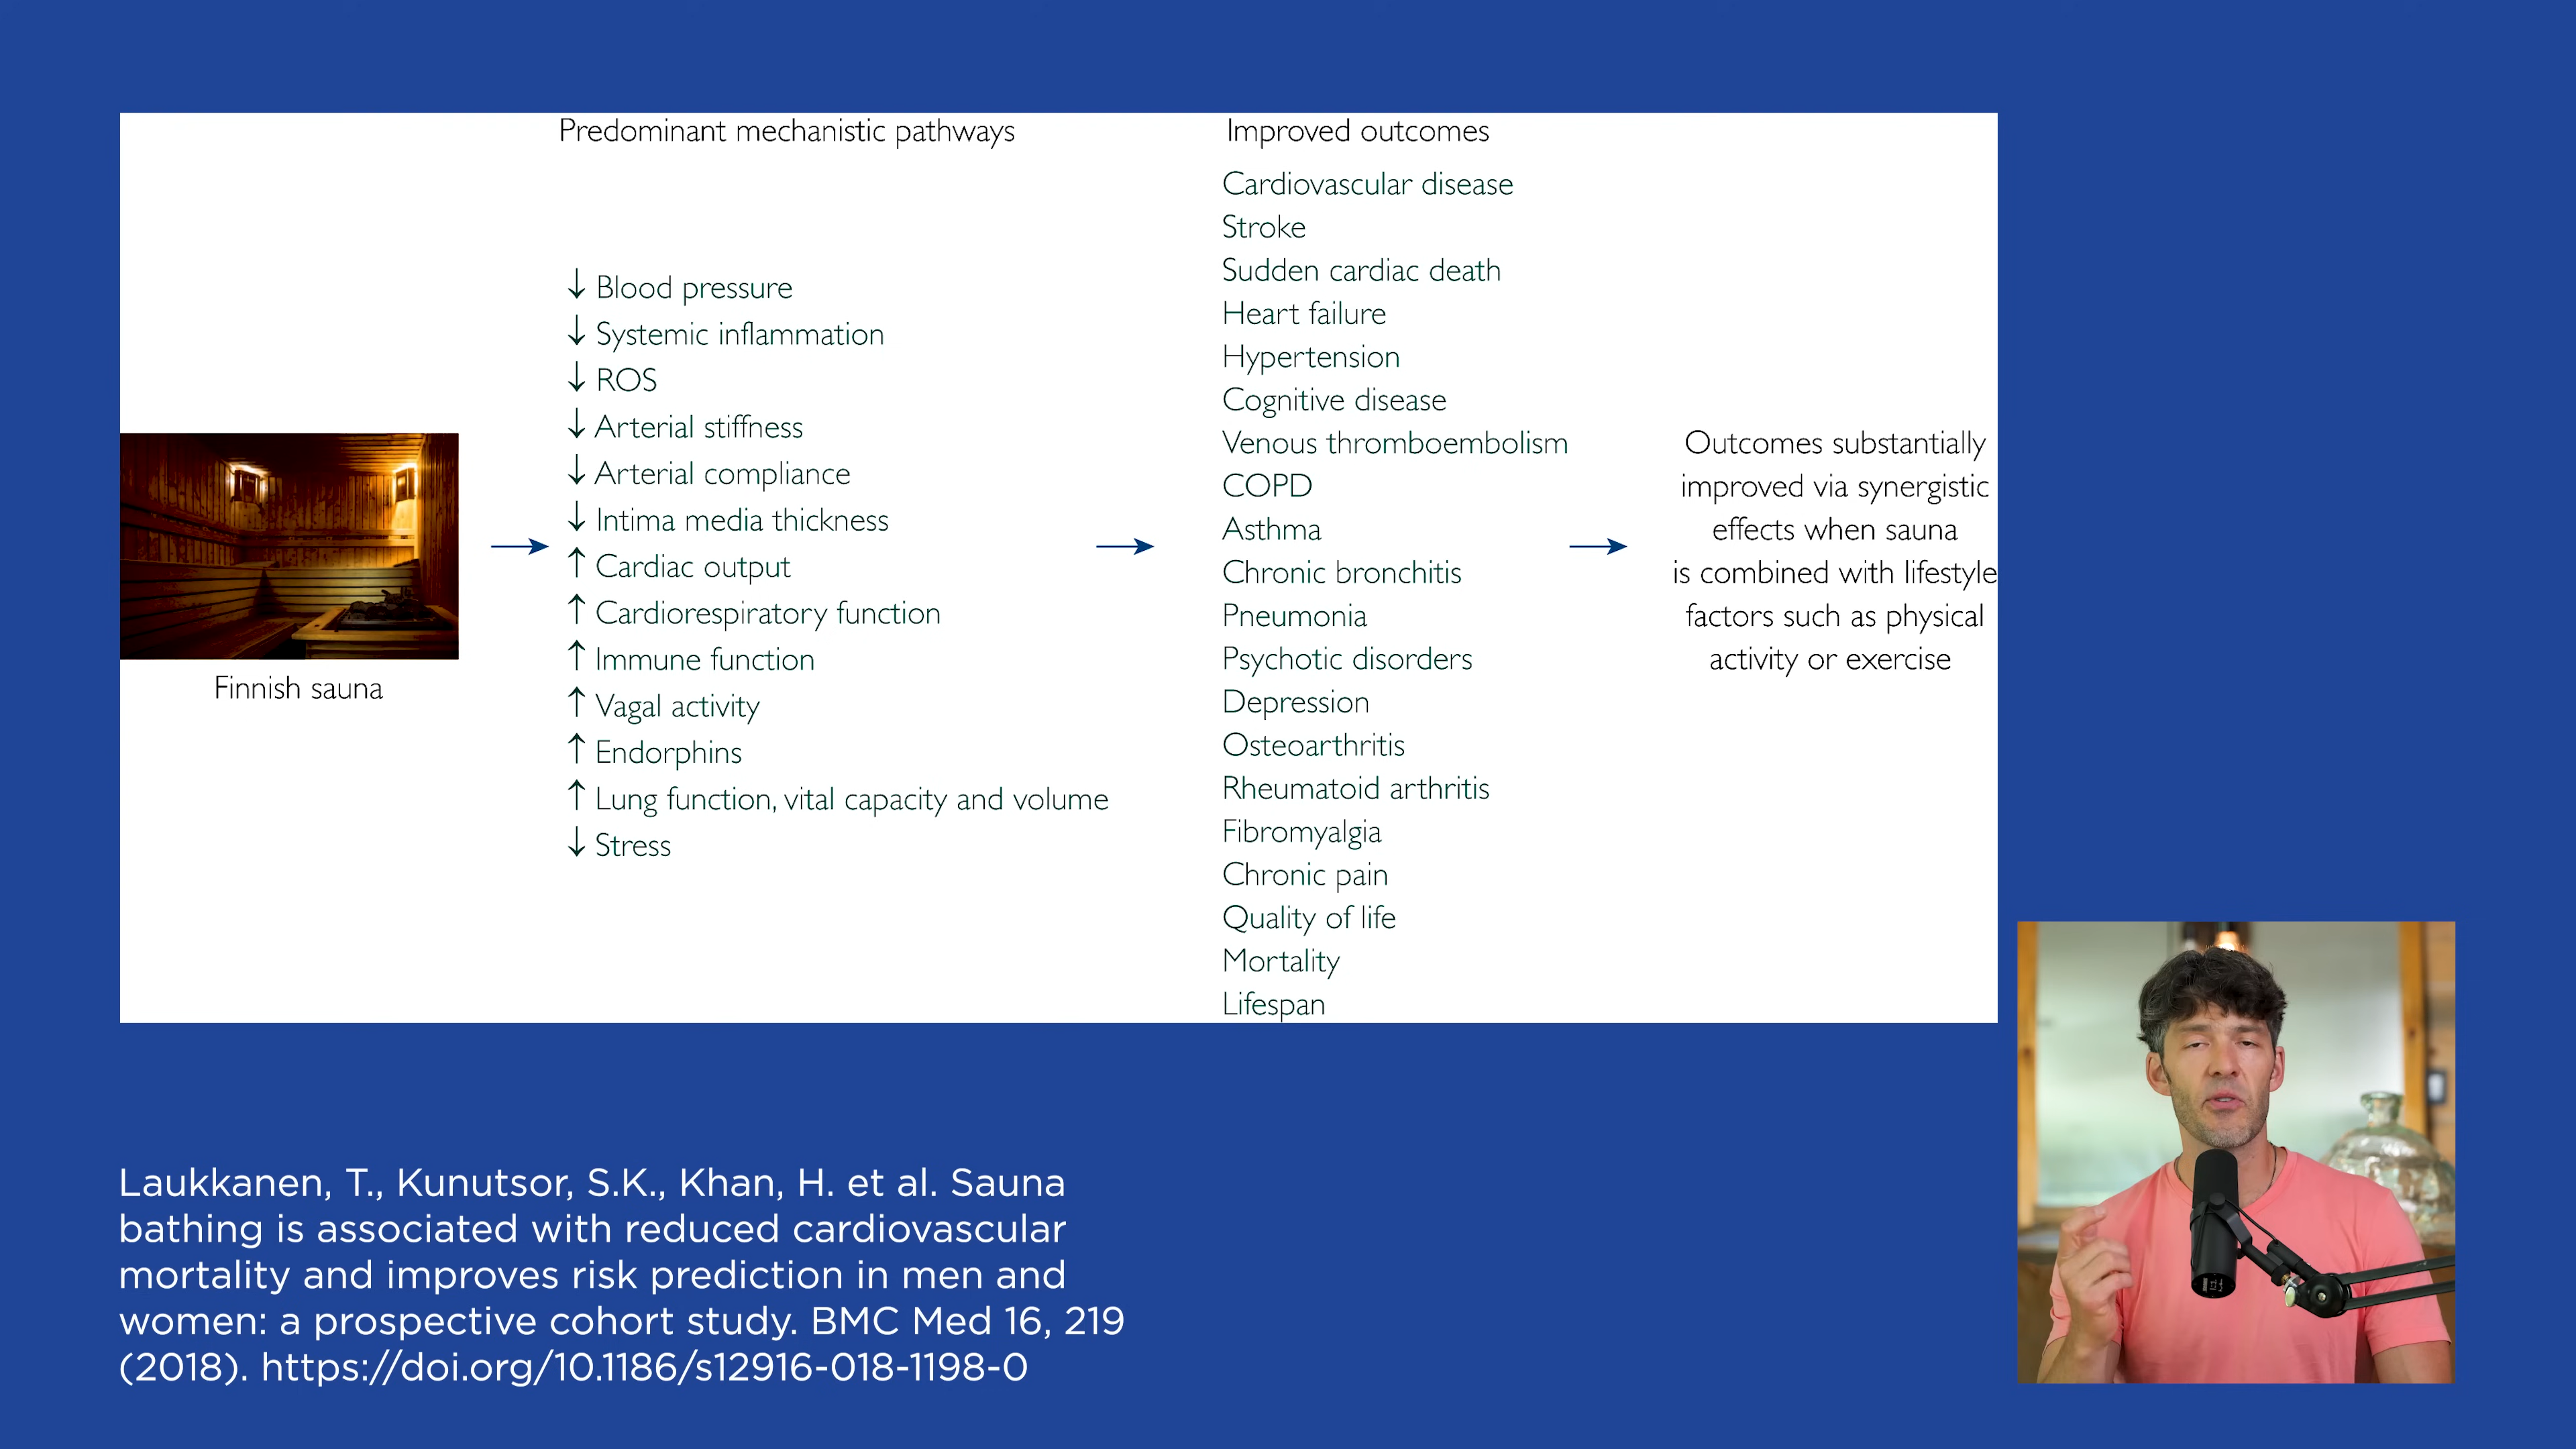 Predominant mechanistic pathways
Improved outcomes
↓ Blood pressure
↓ Systemic inflammation
↓ ROS
↓ Arterial stiffness
↓ Arterial compliance
↓ Intima media thickness
↑ Cardiac output
↑ Cardiorespiratory function
↑ Immune function
↑ Vagal activity
↑ Endorphins
↑ Lung function, vital capacity and volume
↓ Stress
Finnish sauna
Cardiovascular disease
Stroke
Sudden cardiac death
Heart failure
Hypertension
Cognitive disease
Venous thromboembolism
COPD
Asthma
Chronic bronchitis
Pneumonia
Psychotic disorders
Depression
Osteoarthritis
Rheumatoid arthritis
Fibromyalgia
Chronic pain
Quality of life
Mortality
Lifespan
Outcomes substantially
improved via synergistic
effects when sauna
is combined with lifestyle
factors such as physical
activity or exercise
Laukkanen, T., Kunutsor, S.K., Khan, H. et al. Sauna
bathing is associated with reduced cardiovascular
mortality and improves risk prediction in men and
women: a prospective cohort study. BMC Med 16, 219
(2018). https://doi.org/10.1186/s12916-018-1198-0